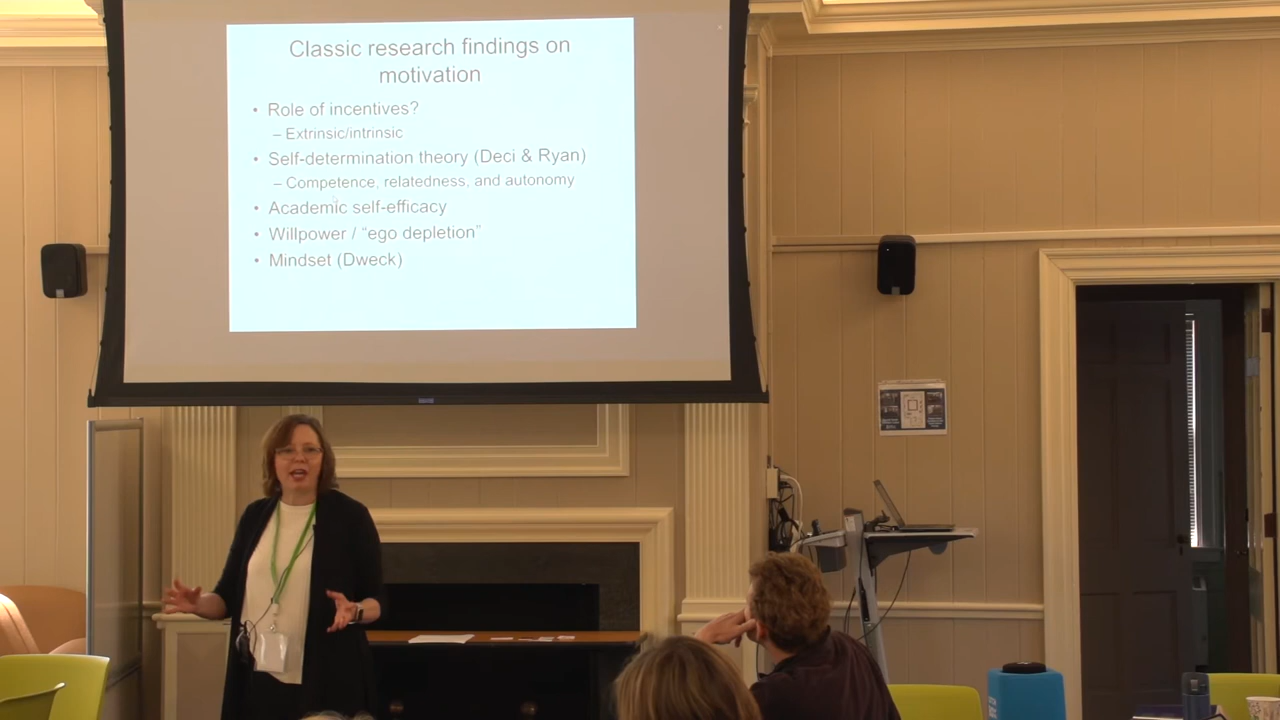 Classic research findings on
motivation
• Role of incentives?
– Extrinsic/intrinsic
• Self-determination theory (Deci & Ryan)
– Competence, relatedness, and autonomy
• Academic self-efficacy
• Willpower / “ego depletion”
• Mindset (Dweck)